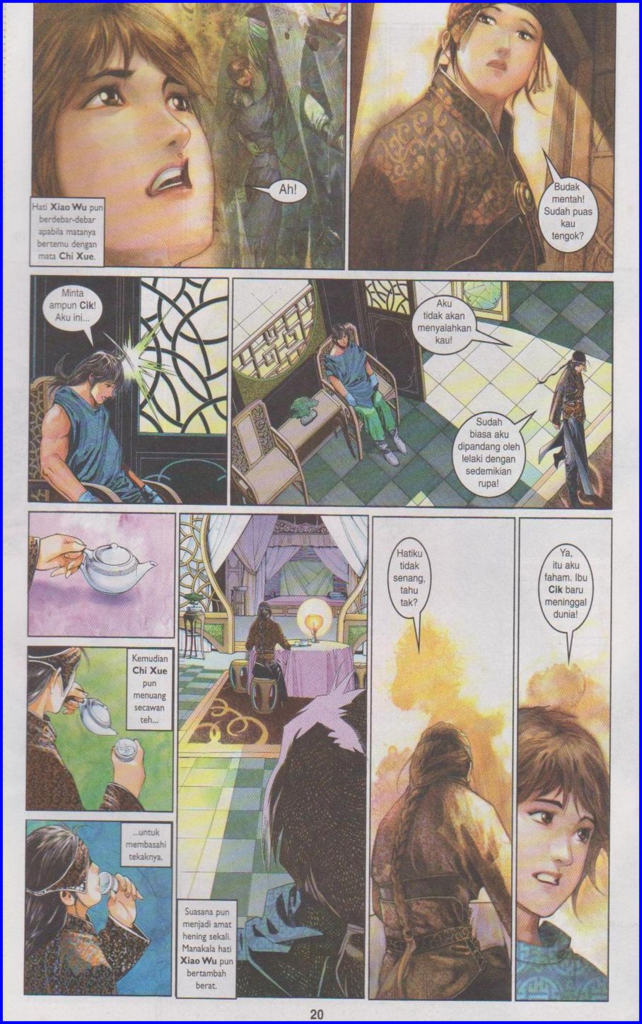 Hati Xiao Wu pun
berdebar-debar
apabila matanya
bertemu dengan
mata Chi Xue.
Ah!
Budak
mentah!
Sudah puas
kau
tengok?
Minta
ampun Cik!
Aku ini...
Aku
tidak akan
menyalahkan
kau!
Sudah
biasa aku
dipandang oleh
lelaki dengan
sedemikian
rupa!
Kemudian
Chi Xue
pun
menuang
secawan
teh...
...untuk
membasahi
tekaknya.
Suasana pun
menjadi amat
hening sekali.
Manakala hati
Xiao Wu pun
bertambah
berat.
Hatiku
tidak
senang,
tahu
tak?
Ya,
itu aku
faham. Ibu
Cik baru
meninggal
dunia!
20